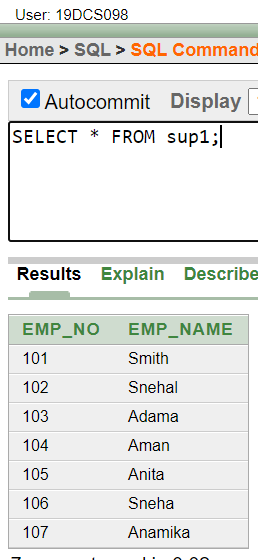 User: 19DCS098
Home > SQL > SQL Command
Autocommit Display
SELECT * FROM sup1;
Results Explain Describe
EMP_NO EMP_NAME
101 Smith
102 Snehal
103 Adama
104 Aman
105 Anita
106 Sneha
107 Anamika